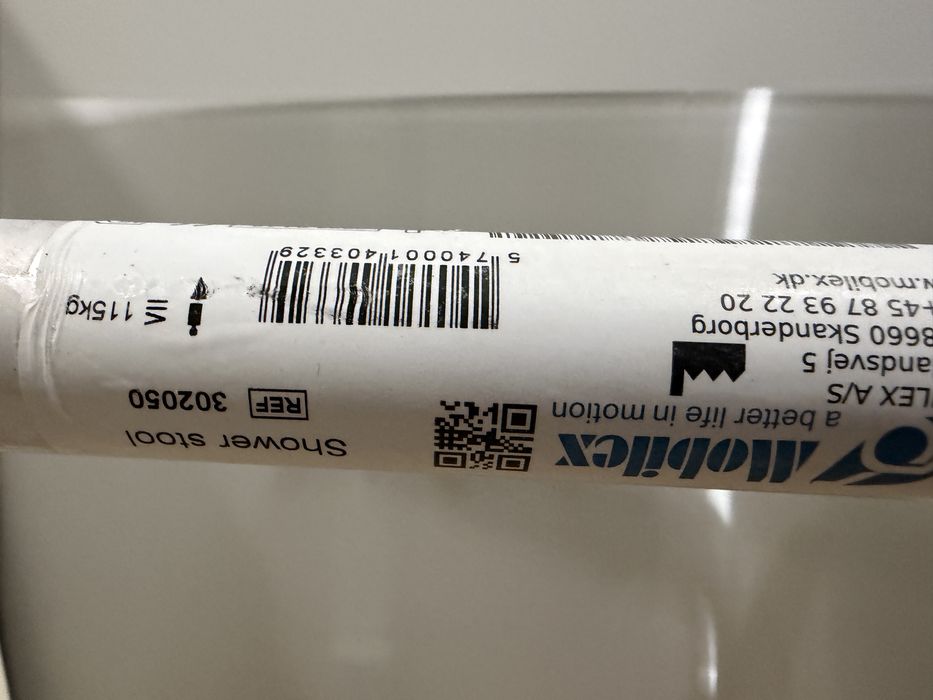 Mobilex
a better life in motion
LEX A/S
andsvej 5
8660 Skanderborg
+45 87 93 22 20
w.mobilex.dk
Shower stool
REF 302050
5 740001 403329
≤ 115kg